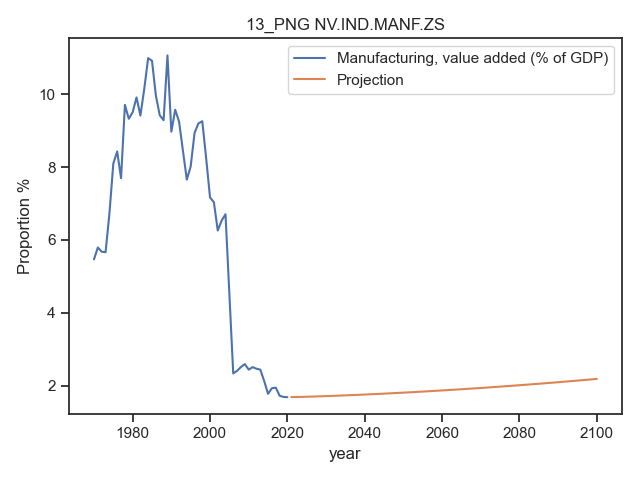 13_PNG NV.IND.MANF.ZS
Manufacturing, value added (% of GDP)
Projection
Proportion %
10
8
6
4
2
1980 2000 2020 2040 2060 2080 2100
year